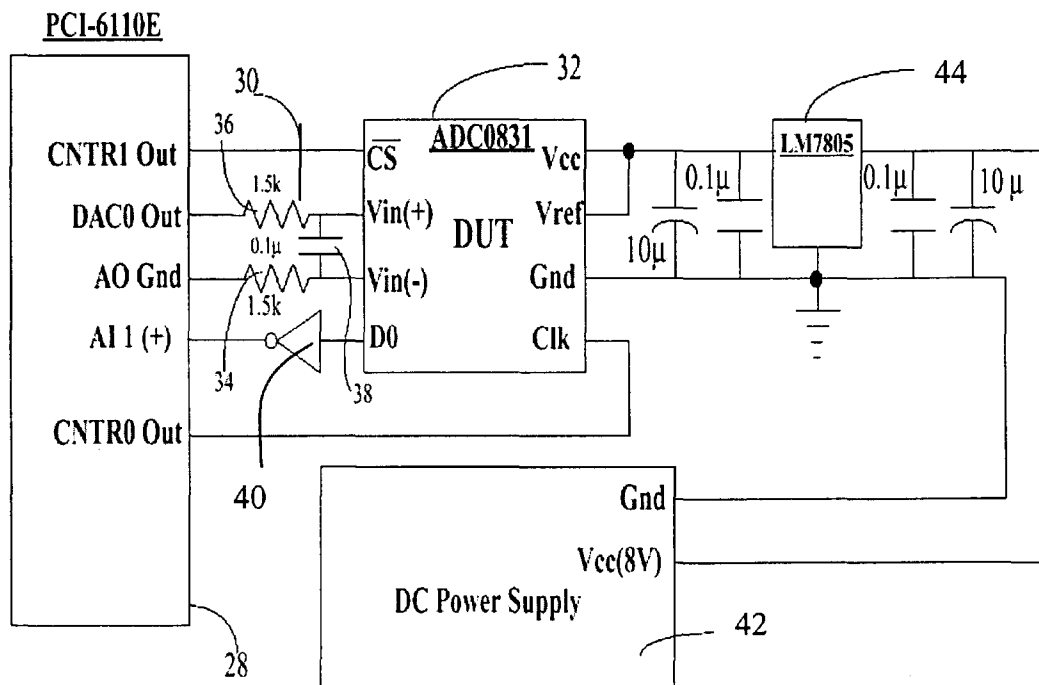 PCI-6110E
CNTR1 Out
DAC0 Out
AO Gnd
AI 1 (+)
CNTR0 Out
28
30
36
1.5k
0.1μ
1.5k
34
38
40
32
ADC0831
DUT
CS
Vin(+)
Vin(-)
D0
Vcc
Vref
Gnd
Clk
0.1μ
10μ
44
LM7805
0.1μ
10 μ
Gnd
Vcc(8V)
DC Power Supply
42